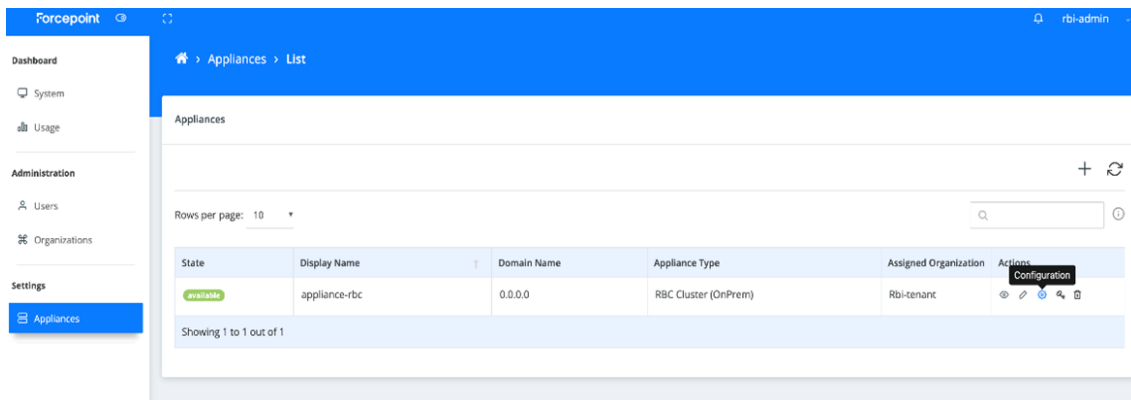 Forcepoint
rbi-admin
Dashboard
System
Usage
Administration
Users
Organizations
Settings
Appliances
> Appliances > List
Appliances
Rows per page: 10
State Display Name Domain Name Appliance Type Assigned Organization Actions
Configuration
available appliance-rbc 0.0.0.0 RBC Cluster (OnPrem) Rbi-tenant
Showing 1 to 1 out of 1